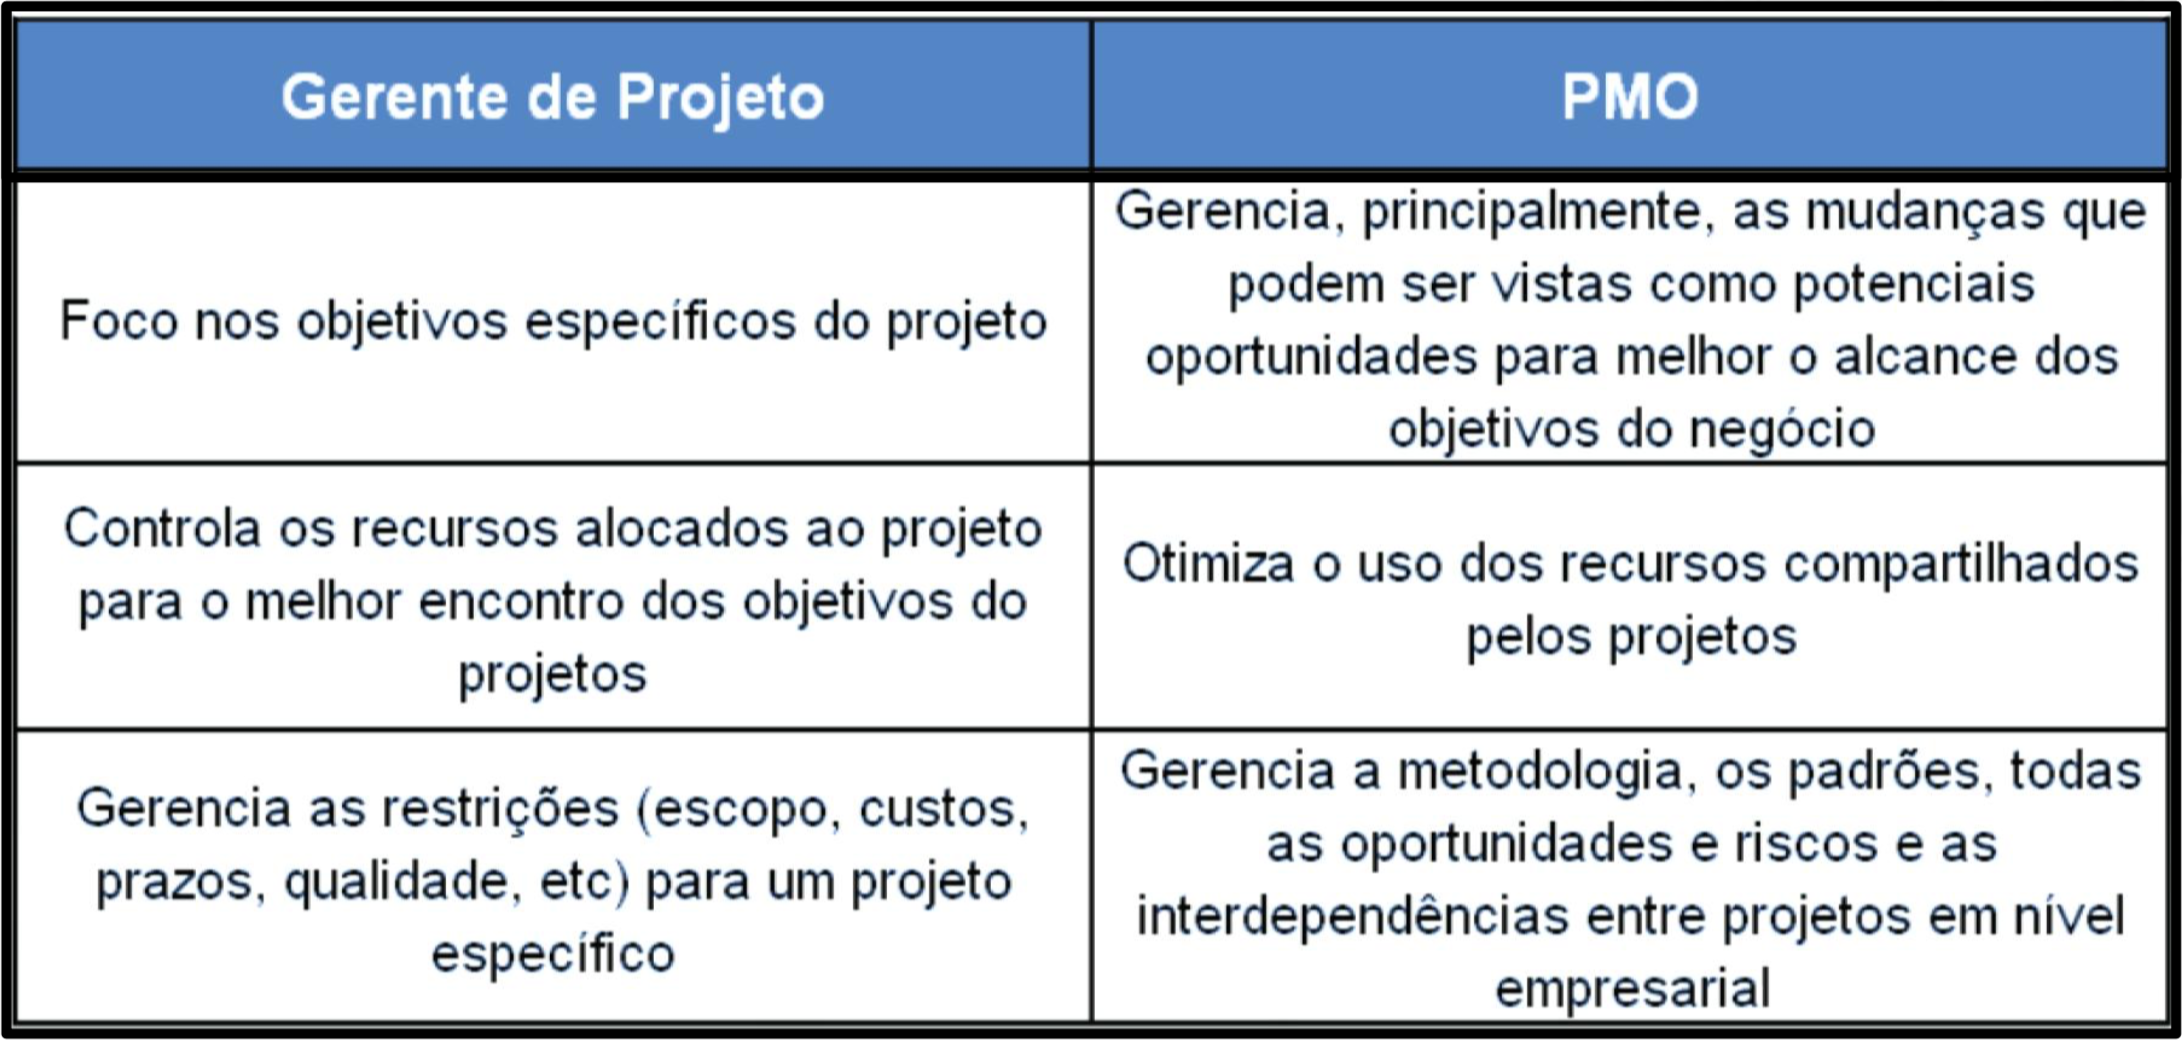 Gerente de Projeto
PMO
Foco nos objetivos específicos do projeto
Gerencia, principalmente, as mudanças que
podem ser vistas como potenciais
oportunidades para melhor o alcance dos
objetivos do negócio
Controla os recursos alocados ao projeto
para o melhor encontro dos objetivos do
projetos
Otimiza o uso dos recursos compartilhados
pelos projetos
Gerencia as restrições (escopo, custos,
prazos, qualidade, etc) para um projeto
específico
Gerencia a metodologia, os padrões, todas
as oportunidades e riscos e as
interdependências entre projetos em nível
empresarial